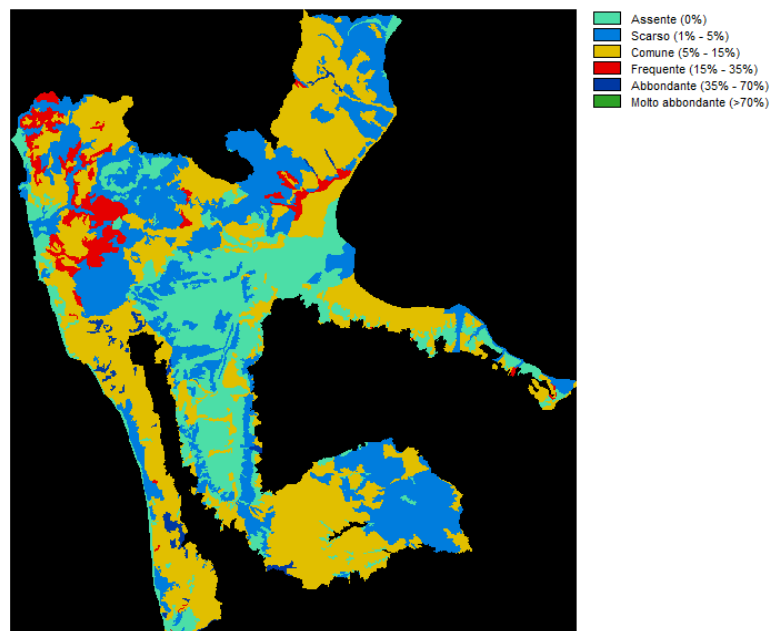 Assente (0%)
Scarso (1% - 5%)
Comune (5% - 15%)
Frequente (15% - 35%)
Abbondante (35% - 70%)
Molto abbondante (>70%)